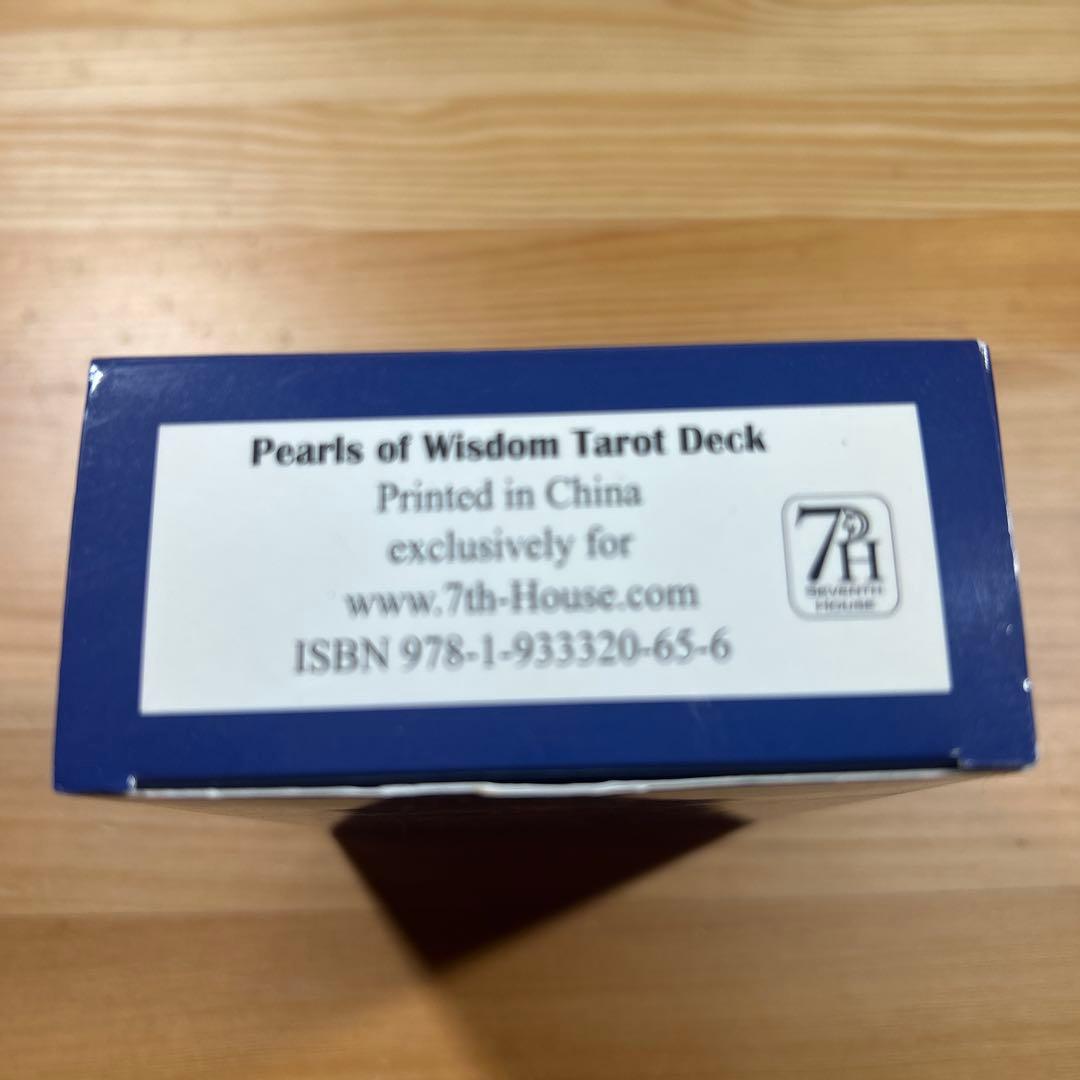 Pearls of Wisdom Tarot Deck
Printed in China
exclusively for
www.7th-House.com
ISBN 978-1-933320-65-6
7TH
SEVENTH
HOUSE